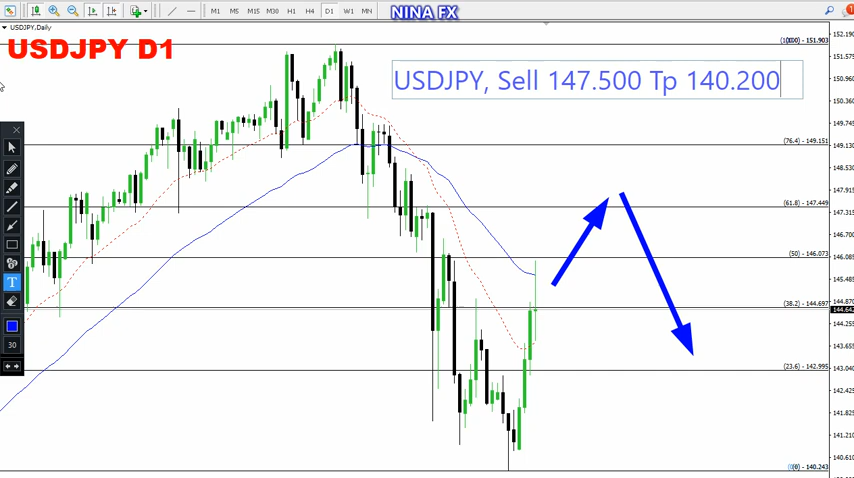 M1 M5 M15 M30 H1 H4 D1 W1 MN
NINA FX
USDJPY,Daily
USDJPY D1
USDJPY, Sell 147.500 Tp 140.200
T
30
- 151.903
(76.4) - 149.151
(61.8) - 147.449
(50) - 146.073
(38.2) - 144.697
(23.6) - 142.995
(0) - 140.243
152.190
151.575
150.960
150.360
149.745
149.130
148.530
147.915
147.315
146.700
146.085
145.485
144.870
144.642
144.255
143.655
143.040
142.425
141.825
141.210
140.610